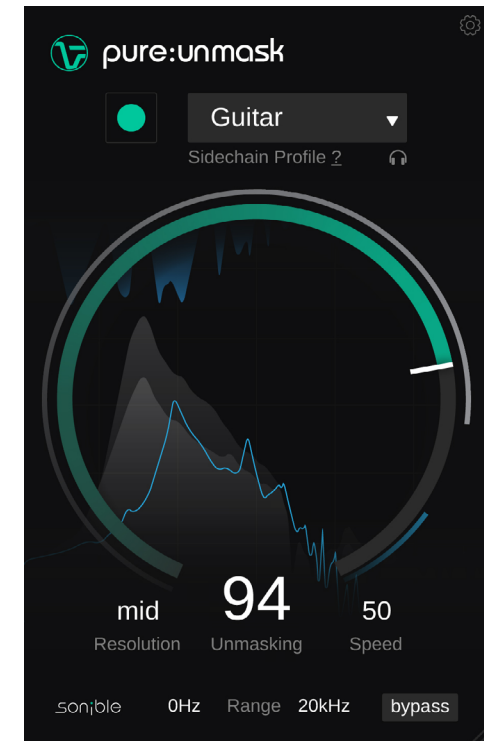 pure:unmask
Guitar
Sidechain Profile ?
mid 94 50
Resolution Unmasking Speed
sonible 0Hz Range 20kHz bypass